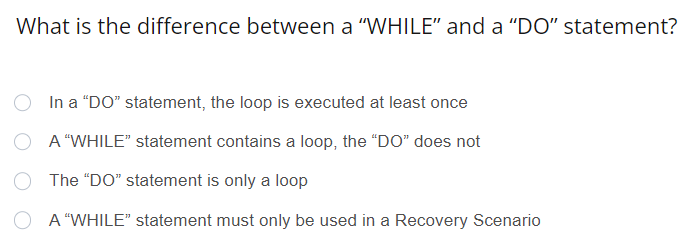 What is the difference between a “WHILE” and a “DO” statement?
In a “DO” statement, the loop is executed at least once
A “WHILE” statement contains a loop, the “DO” does not
The “DO” statement is only a loop
A “WHILE” statement must only be used in a Recovery Scenario